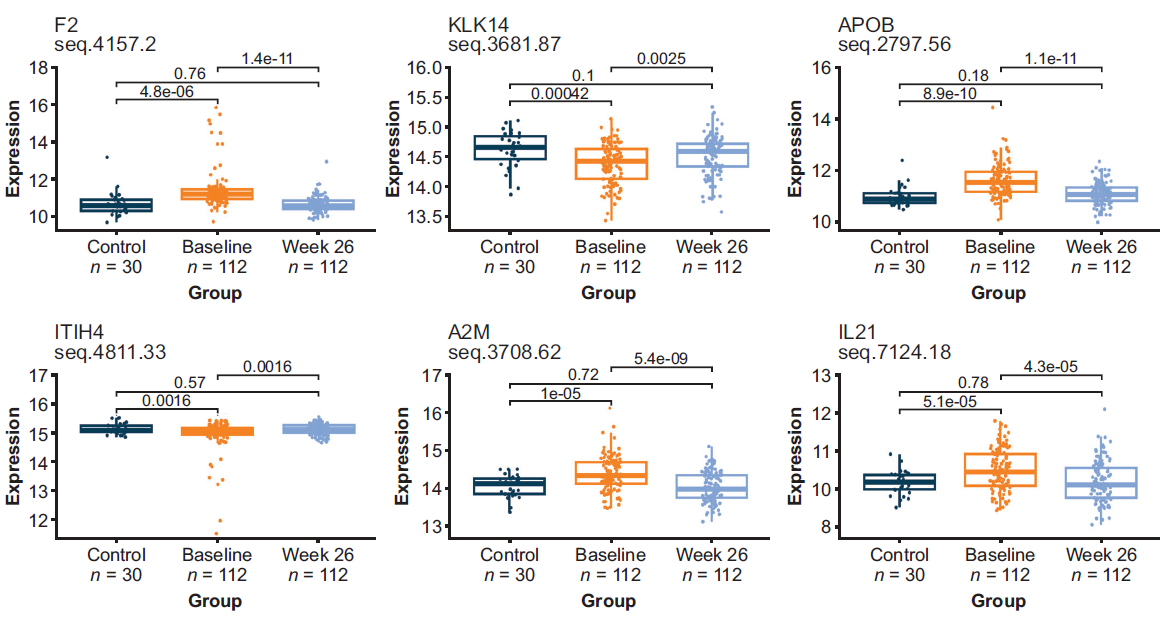 F2
seq.4157.2
Expression
18
16
14
12
10
1.4e-11
0.76
4.8e-06
Control
n = 30
Baseline
n = 112
Week 26
n = 112
Group
KLK14
seq.3681.87
Expression
16.0
15.5
15.0
14.5
14.0
13.5
0.0025
0.1
0.00042
Control
n = 30
Baseline
n = 112
Week 26
n = 112
Group
APOB
seq.2797.56
Expression
16
14
12
10
1.1e-11
0.18
8.9e-10
Control
n = 30
Baseline
n = 112
Week 26
n = 112
Group
ITIH4
seq.4811.33
Expression
17
16
15
14
13
12
0.0016
0.57
0.0016
Control
n = 30
Baseline
n = 112
Week 26
n = 112
Group
A2M
seq.3708.62
Expression
17
16
15
14
13
5.4e-09
0.72
1e-05
Control
n = 30
Baseline
n = 112
Week 26
n = 112
Group
IL21
seq.7124.18
Expression
13
12
11
10
9
8
4.3e-05
0.78
5.1e-05
Control
n = 30
Baseline
n = 112
Week 26
n = 112
Group